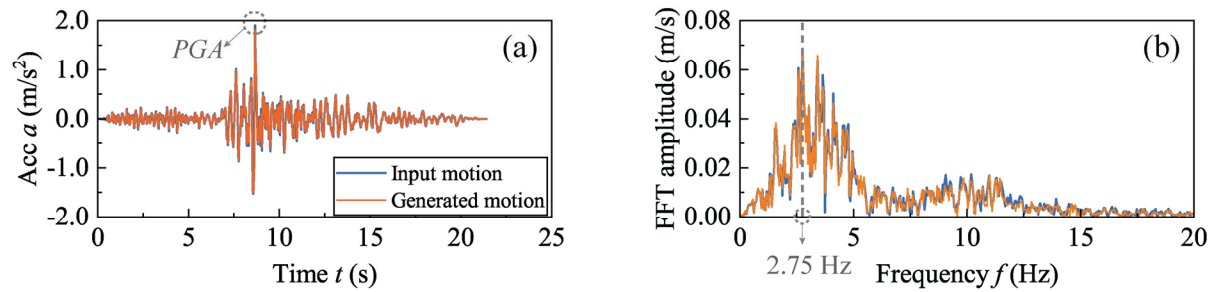 (a)
PGA
Acc a (m/s²)
2.0
1.0
0.0
-1.0
-2.0
Input motion
Generated motion
0 5 10 15 20 25
Time t (s)
(b)
FFT amplitude (m/s)
0.08
0.06
0.04
0.02
0.00
0 5 10 15 20
2.75 Hz
Frequency f (Hz)